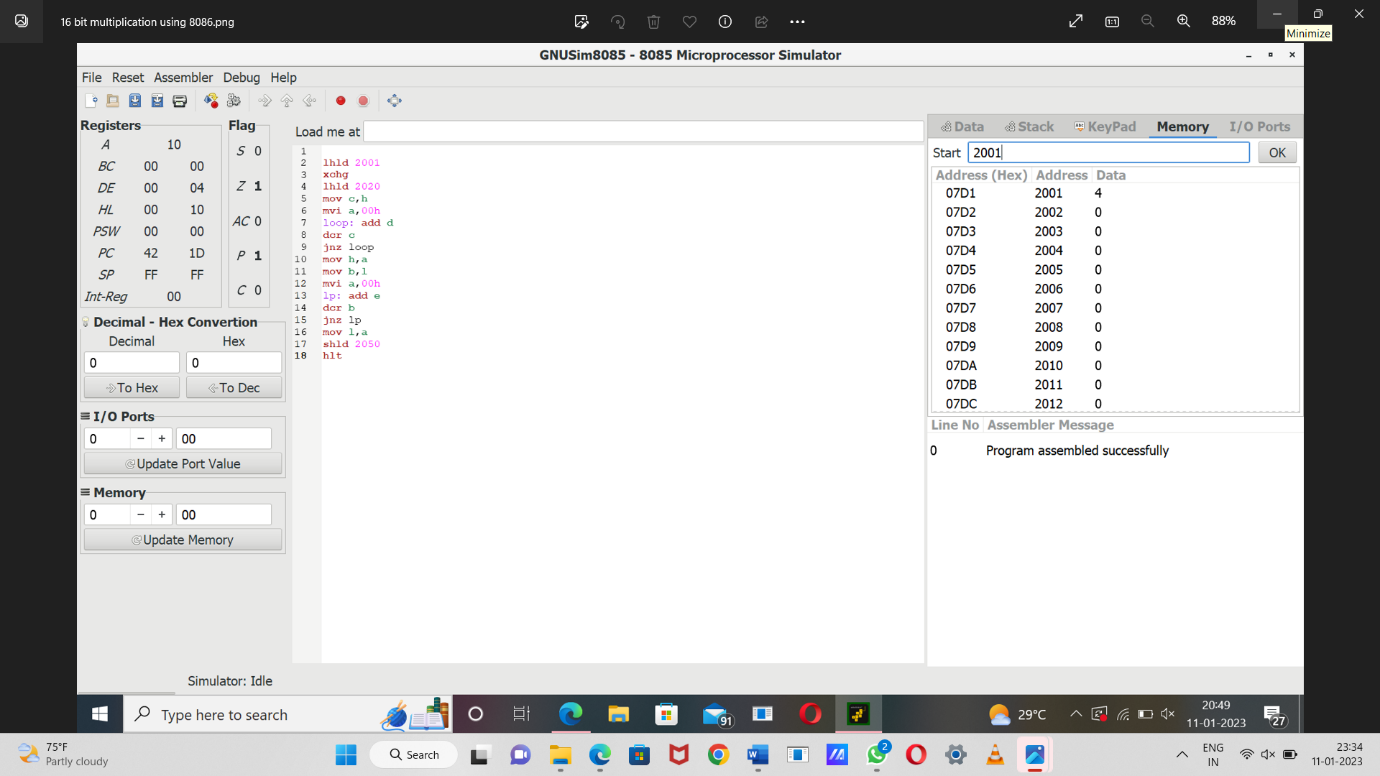 16 bit multiplication using 8086.png
88%
Minimize
GNUSim8085 - 8085 Microprocessor Simulator
File Reset Assembler Debug Help
Registers
A 10
BC 00 00
DE 00 04
HL 00 10
PSW 00 00
PC 42 1D
SP FF FF
Int-Reg 00
Flag
S 0
Z 1
AC 0
P 1
C 0
Decimal - Hex Convertion
Decimal Hex
0 0
To Hex To Dec
I/O Ports
0 - + 00
Update Port Value
Memory
0 - + 00
Update Memory
Load me at
1
2 lhld 2001
3 xchg
4 lhld 2020
5 mov c,h
6 mvi a,00h
7 loop: add d
8 dcr c
9 jnz loop
10 mov h,a
11 mov b,l
12 mvi a,00h
13 lp: add e
14 dcr b
15 jnz lp
16 mov l,a
17 shld 2050
18 hlt
Data Stack KeyPad Memory I/O Ports
Start 2001 OK
Address (Hex) Address Data
07D1 2001 4
07D2 2002 0
07D3 2003 0
07D4 2004 0
07D5 2005 0
07D6 2006 0
07D7 2007 0
07D8 2008 0
07D9 2009 0
07DA 2010 0
07DB 2011 0
07DC 2012 0
Line No Assembler Message
0 Program assembled successfully
Simulator: Idle
Type here to search
91
29°C
20:49
11-01-2023
27
75°F
Partly cloudy
Search
2
ENG
IN
23:34
11-01-2023